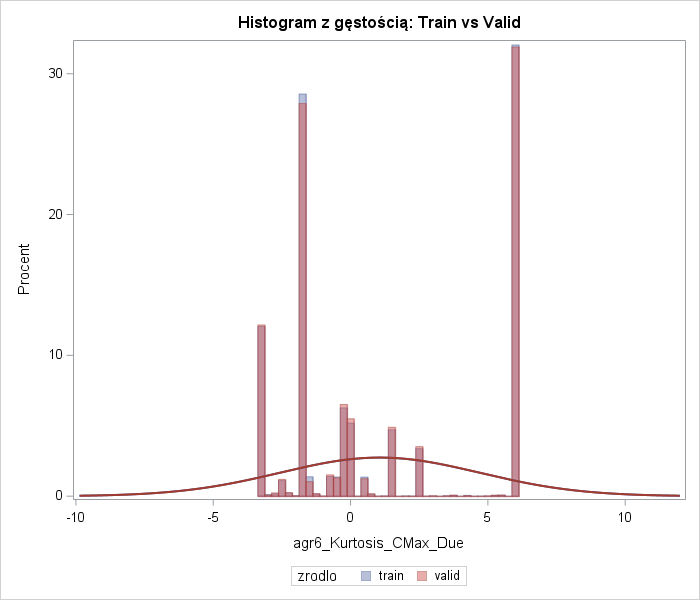 Histogram z gęstością: Train vs Valid
30
20
10
0
Procent
-10 -5 0 5 10
agr6_Kurtosis_CMax_Due
zrodlo train valid